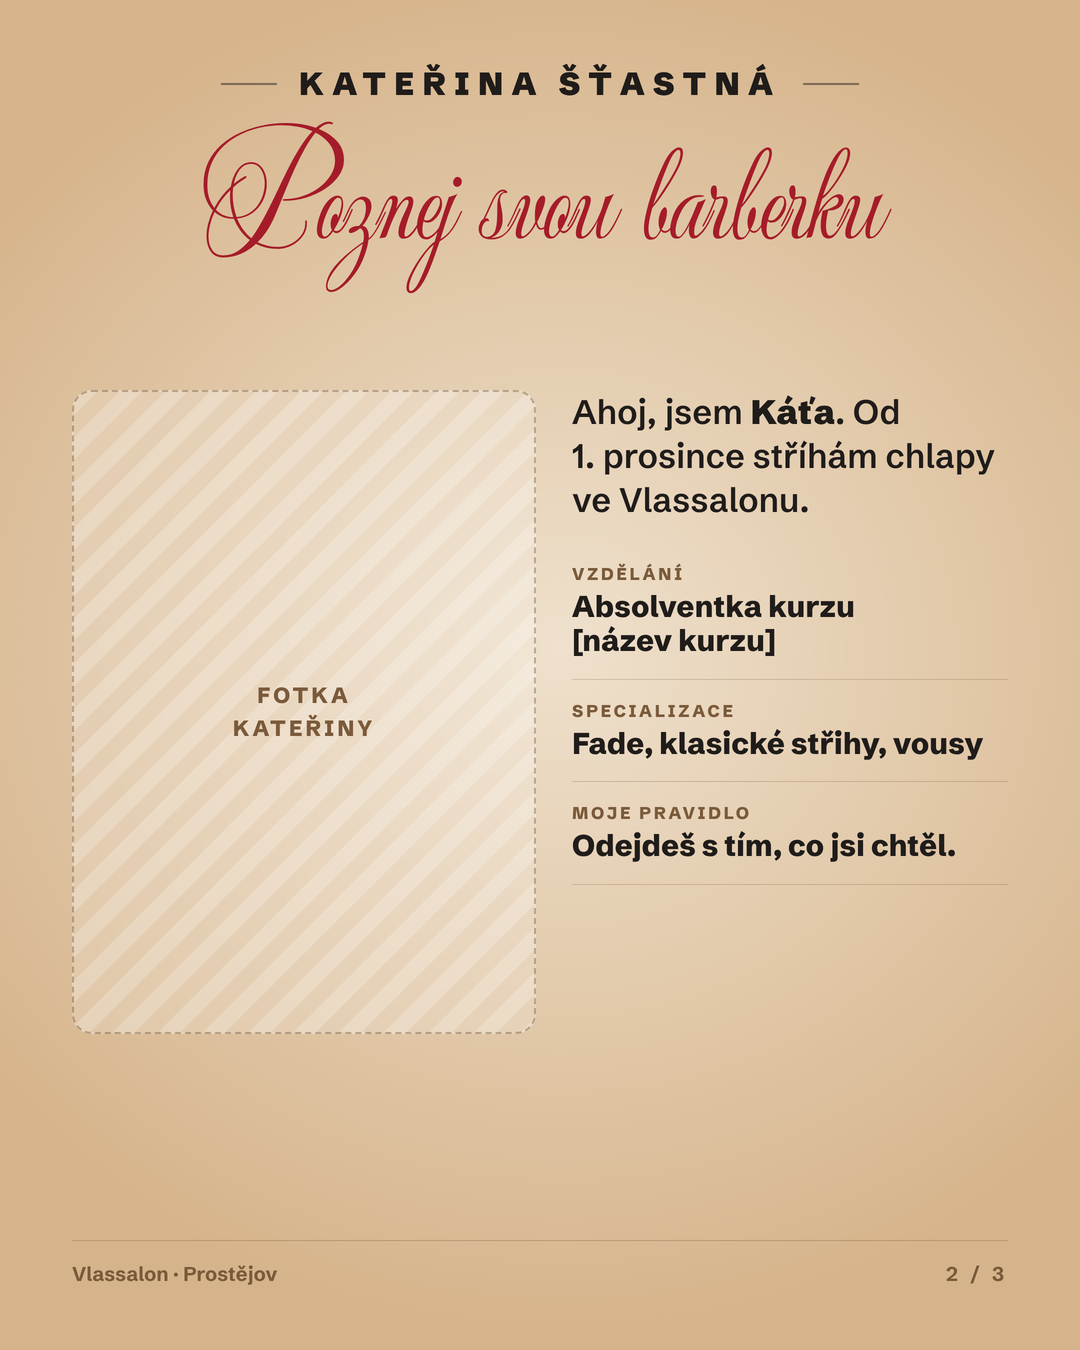 KATEŘINA ŠŤASTNÁ
Poznej svou barberku
FOTKA
KATEŘINY
Ahoj, jsem Káťa. Od
1. prosince stříhám chlapy
ve Vlassalonu.
VZDĚLÁNÍ
Absolventka kurzu
[název kurzu]
SPECIALIZACE
Fade, klasické střihy, vousy
MOJE PRAVIDLO
Odejdeš s tím, co jsi chtěl.
Vlassalon · Prostějov
2 / 3